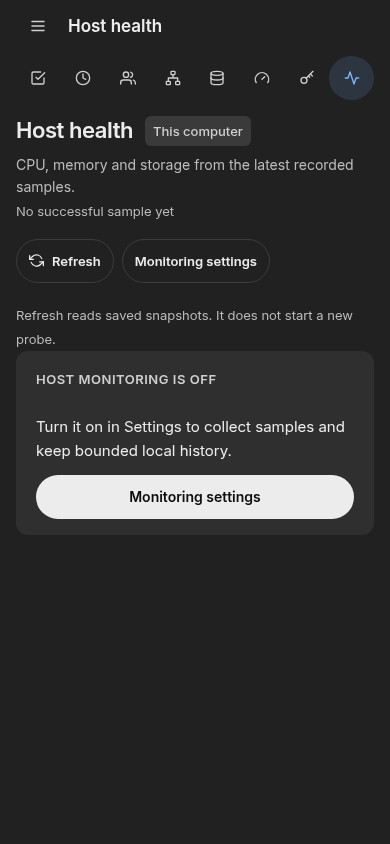 Host health
Host health
This computer
CPU, memory and storage from the latest recorded
samples.
No successful sample yet
Refresh
Monitoring settings
Refresh reads saved snapshots. It does not start a new
probe.
HOST MONITORING IS OFF
Turn it on in Settings to collect samples and
keep bounded local history.
Monitoring settings